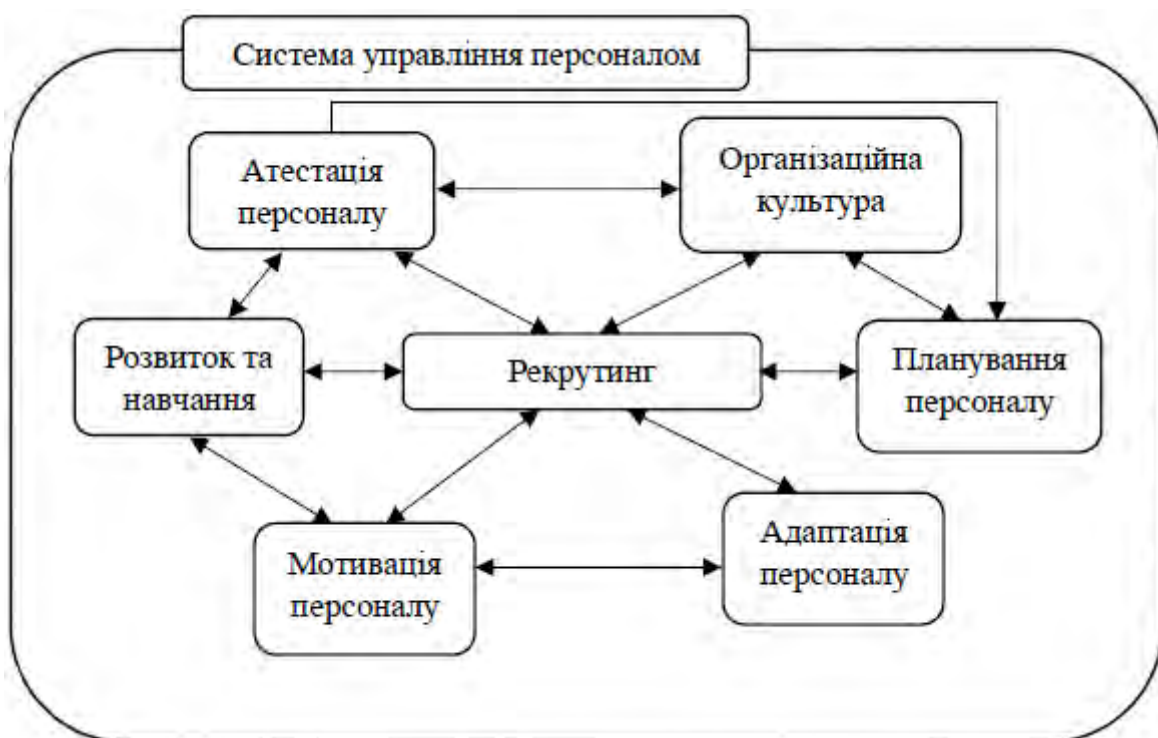 Система управління персоналом
Атестація
персоналу
Організаційна
культура
Розвиток та
навчання
Рекрутинг
Планування
персоналу
Мотивація
персоналу
Адаптація
персоналу